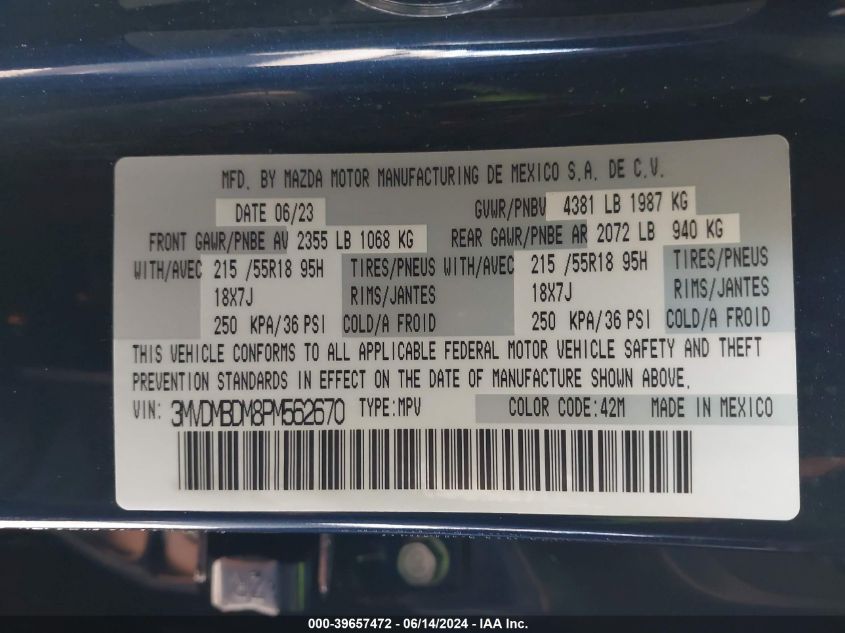 MFD. BY MAZDA MOTOR MANUFACTURING DE MEXICO S.A. DE C.V.
DATE 06/23 GVWR/PNBV 4381 LB 1987 KG
FRONT GAWR/PNBE AV 2355 LB 1068 KG REAR GAWR/PNBE AR 2072 LB 940 KG
WITH/AVEC 215 /55R18 95H TIRES/PNEUS WITH/AVEC 215 /55R18 95H TIRES/PNEUS
18X7J RIMS/JANTES 18X7J RIMS/JANTES
250 KPA/36 PSI COLD/A FROID 250 KPA/36 PSI COLD/A FROID
THIS VEHICLE CONFORMS TO ALL APPLICABLE FEDERAL MOTOR VEHICLE SAFETY AND THEFT
PREVENTION STANDARDS IN EFFECT ON THE DATE OF MANUFACTURE SHOWN ABOVE.
VIN: 3MVDMBDM8PM562670 TYPE:MPV COLOR CODE:42M MADE IN MEXICO
000-39657472 - 06/14/2024 - IAA Inc.